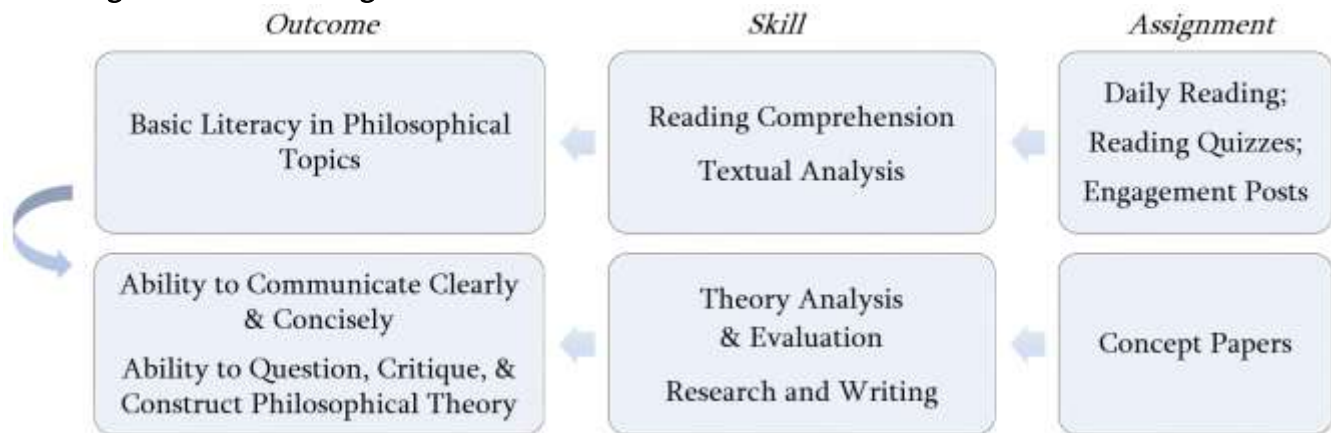 Outcome
Skill
Assignment
Basic Literacy in Philosophical
Topics
Reading Comprehension
Textual Analysis
Daily Reading;
Reading Quizzes;
Engagement Posts
Ability to Communicate Clearly
& Concisely
Ability to Question, Critique, &
Construct Philosophical Theory
Theory Analysis
& Evaluation
Research and Writing
Concept Papers